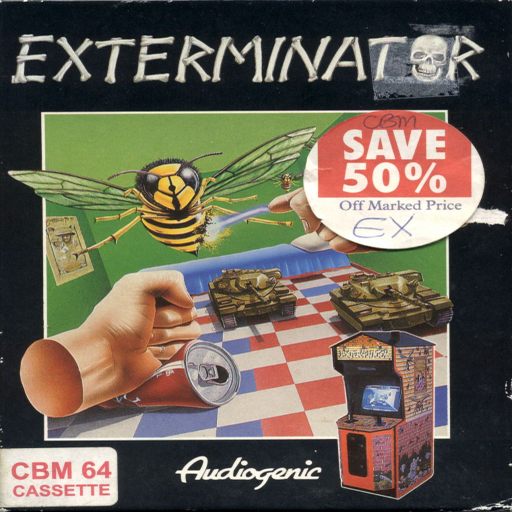 EXTERMINATOR
CBM
SAVE
50%
Off Marked Price
EX
Audiogenic
CBM 64
CASSETTE